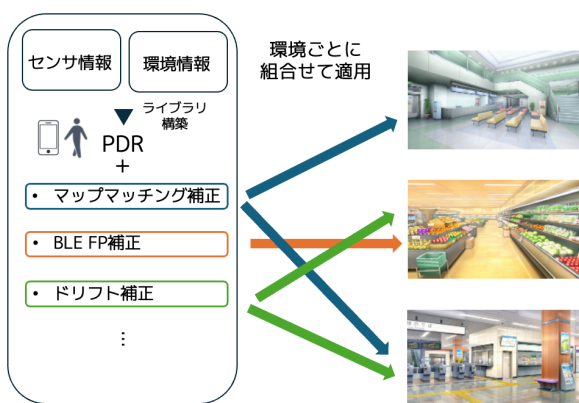 センサ情報
環境情報
ライブラリ
構築
PDR
+
• マップマッチング補正
• BLE FP補正
• ドリフト補正
⋮
環境ごとに
組合せて適用